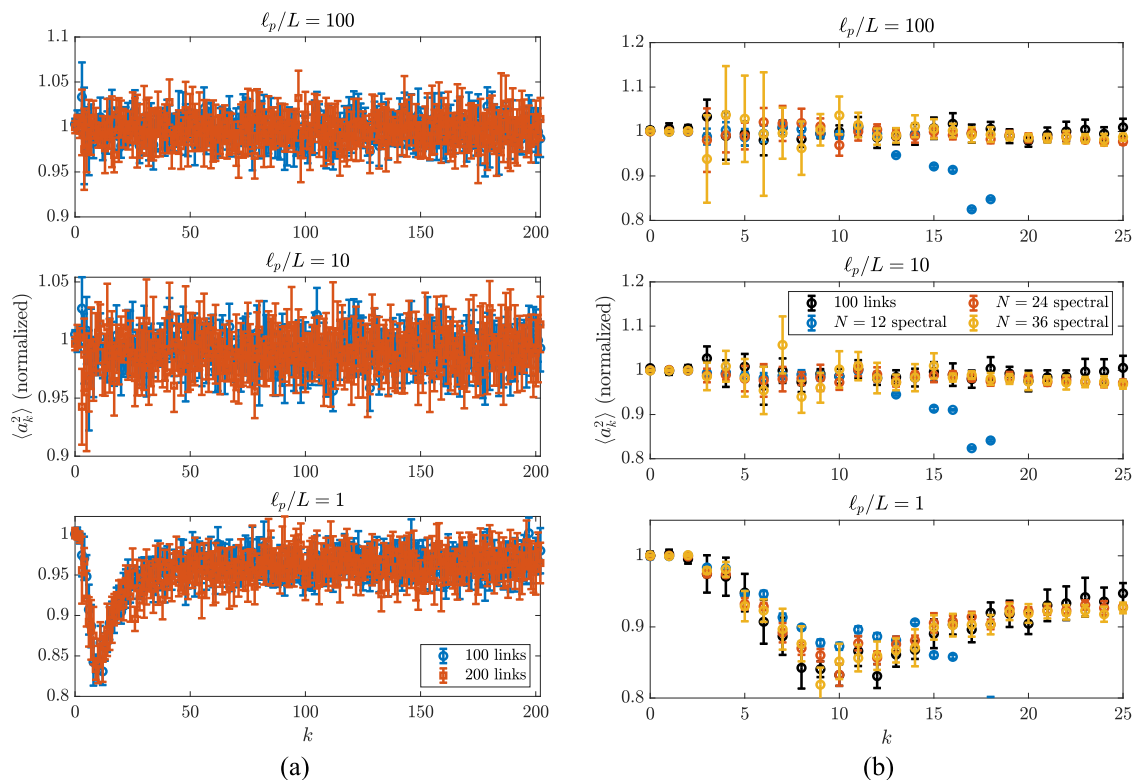 ℓp/L = 100
1.1
1.05
1
0.95
0.9
0 50 100 150 200
ℓp/L = 10
1.05
1
0.95
0.9
0 50 100 150 200
⟨a_k^2⟩ (normalized)
ℓp/L = 1
1
0.95
0.9
0.85
0.8
100 links
200 links
0 50 100 150 200
k
(a)
ℓp/L = 100
1.2
1.1
1
0.9
0.8
0 5 10 15 20 25
ℓp/L = 10
1.2
1.1
1
0.9
0.8
100 links
N = 12 spectral
N = 24 spectral
N = 36 spectral
0 5 10 15 20 25
⟨a_k^2⟩ (normalized)
ℓp/L = 1
1
0.9
0.8
0 5 10 15 20 25
k
(b)